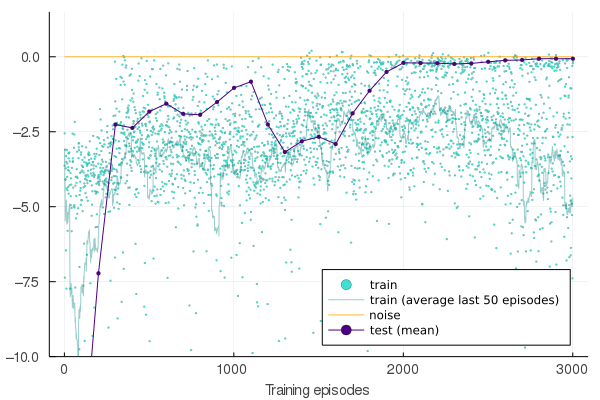 0.0
−2.5
−5.0
−7.5
−10.0
0
1000
2000
3000
Training episodes
train
train (average last 50 episodes)
noise
test (mean)